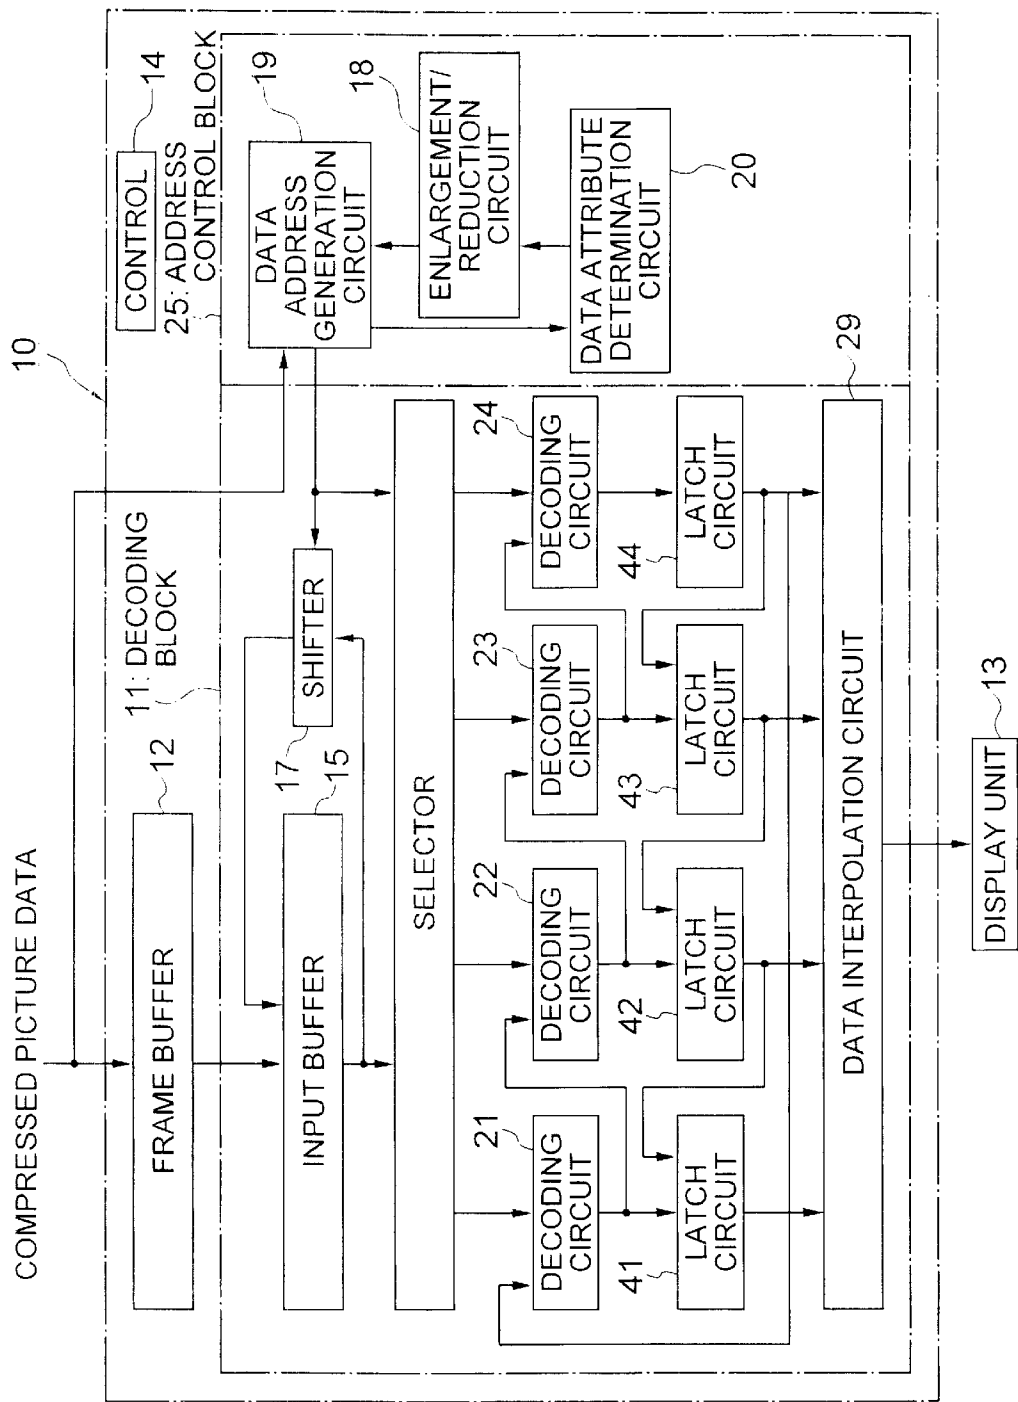 COMPRESSED PICTURE DATA
10
CONTROL
14
12
FRAME BUFFER
11: DECODING
BLOCK
25: ADDRESS
CONTROL BLOCK
15
INPUT BUFFER
17
SHIFTER
19
DATA
ADDRESS
GENERATION
CIRCUIT
18
ENLARGEMENT/
REDUCTION
CIRCUIT
DATA ATTRIBUTE
DETERMINATION
CIRCUIT
20
SELECTOR
21
DECODING
CIRCUIT
22
DECODING
CIRCUIT
23
DECODING
CIRCUIT
24
DECODING
CIRCUIT
41
LATCH
CIRCUIT
42
LATCH
CIRCUIT
43
LATCH
CIRCUIT
44
LATCH
CIRCUIT
29
DATA INTERPOLATION CIRCUIT
DISPLAY UNIT
13